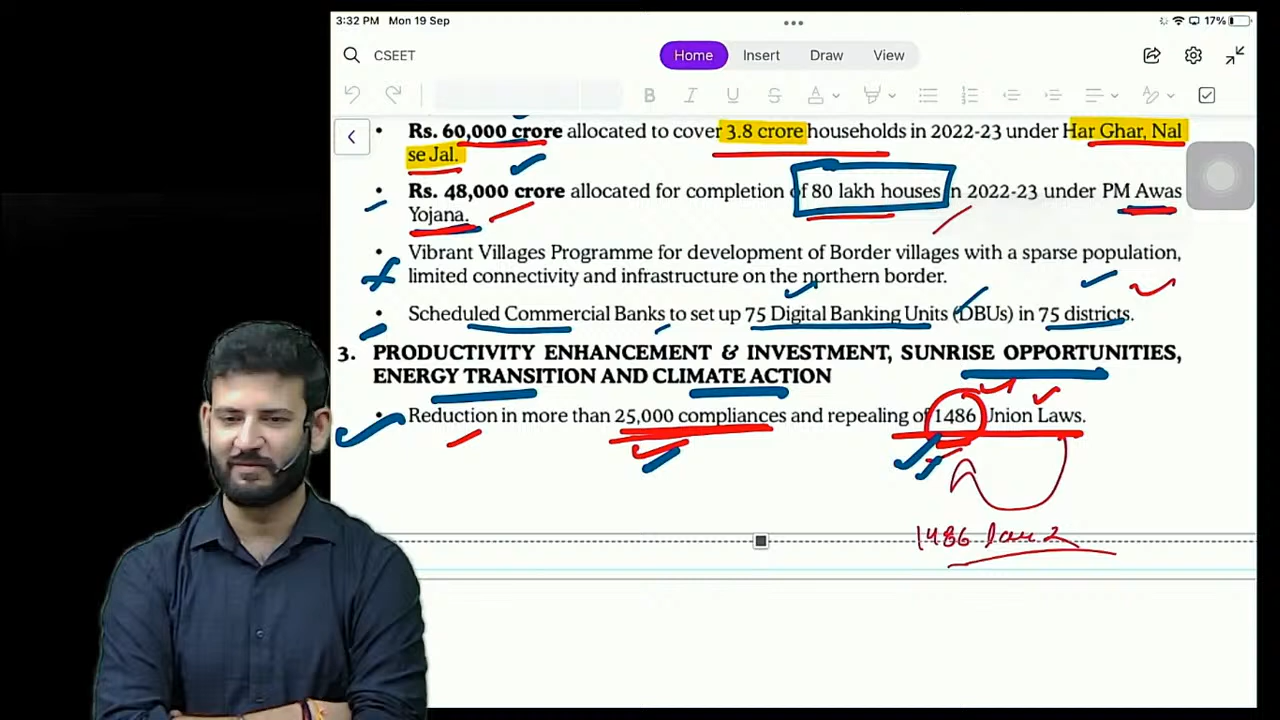 3:32 PM Mon 19 Sep
17%
CSEET
Home Insert Draw View
B I U S A
• Rs. 60,000 crore allocated to cover 3.8 crore households in 2022-23 under Har Ghar, Nal
se Jal.
• Rs. 48,000 crore allocated for completion of 80 lakh houses in 2022-23 under PM Awas
Yojana.
• Vibrant Villages Programme for development of Border villages with a sparse population,
limited connectivity and infrastructure on the northern border.
• Scheduled Commercial Banks to set up 75 Digital Banking Units (DBUs) in 75 districts.
3. PRODUCTIVITY ENHANCEMENT & INVESTMENT, SUNRISE OPPORTUNITIES,
ENERGY TRANSITION AND CLIMATE ACTION
• Reduction in more than 25,000 compliances and repealing of 1486 Union Laws.
1486